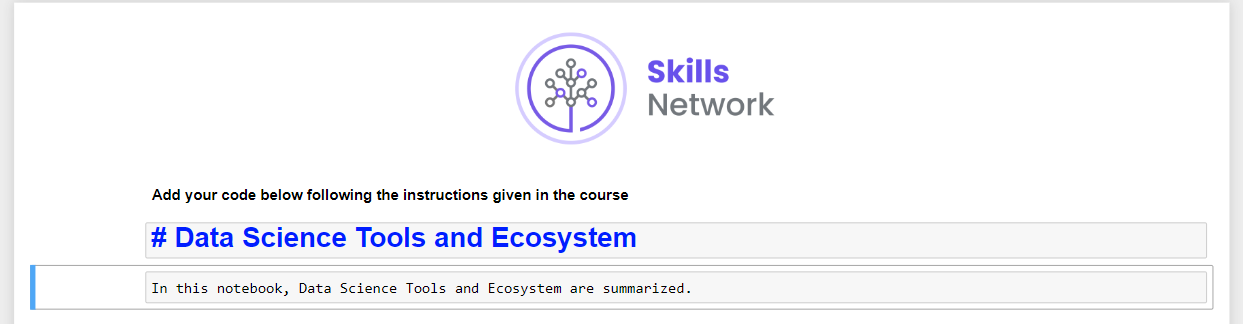 Skills
Network
Add your code below following the instructions given in the course
# Data Science Tools and Ecosystem
In this notebook, Data Science Tools and Ecosystem are summarized.